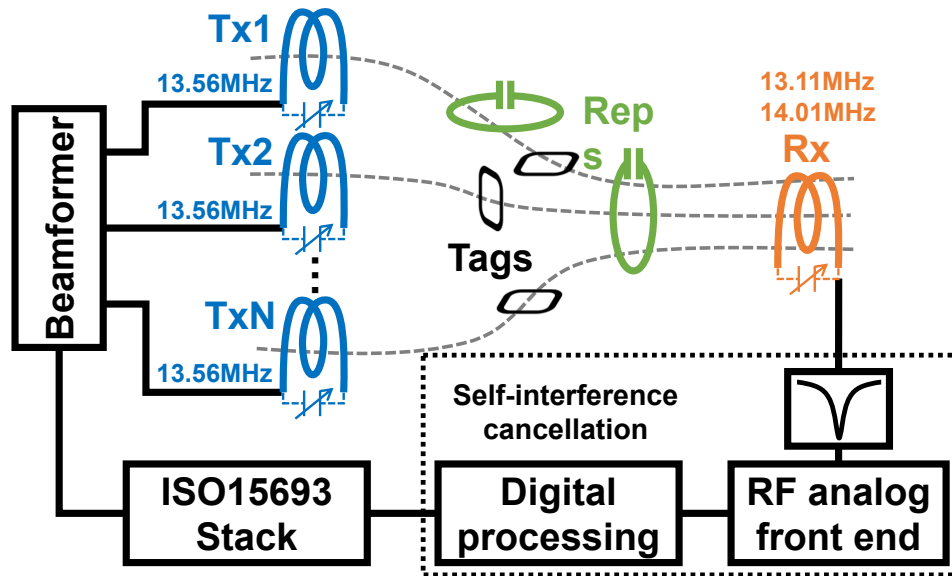 Tx1
13.56MHz
Beamformer
Tx2
13.56MHz
TxN
13.56MHz
Rep
s
Tags
13.11MHz
14.01MHz
Rx
Self-interference
cancellation
ISO15693
Stack
Digital
processing
RF analog
front end